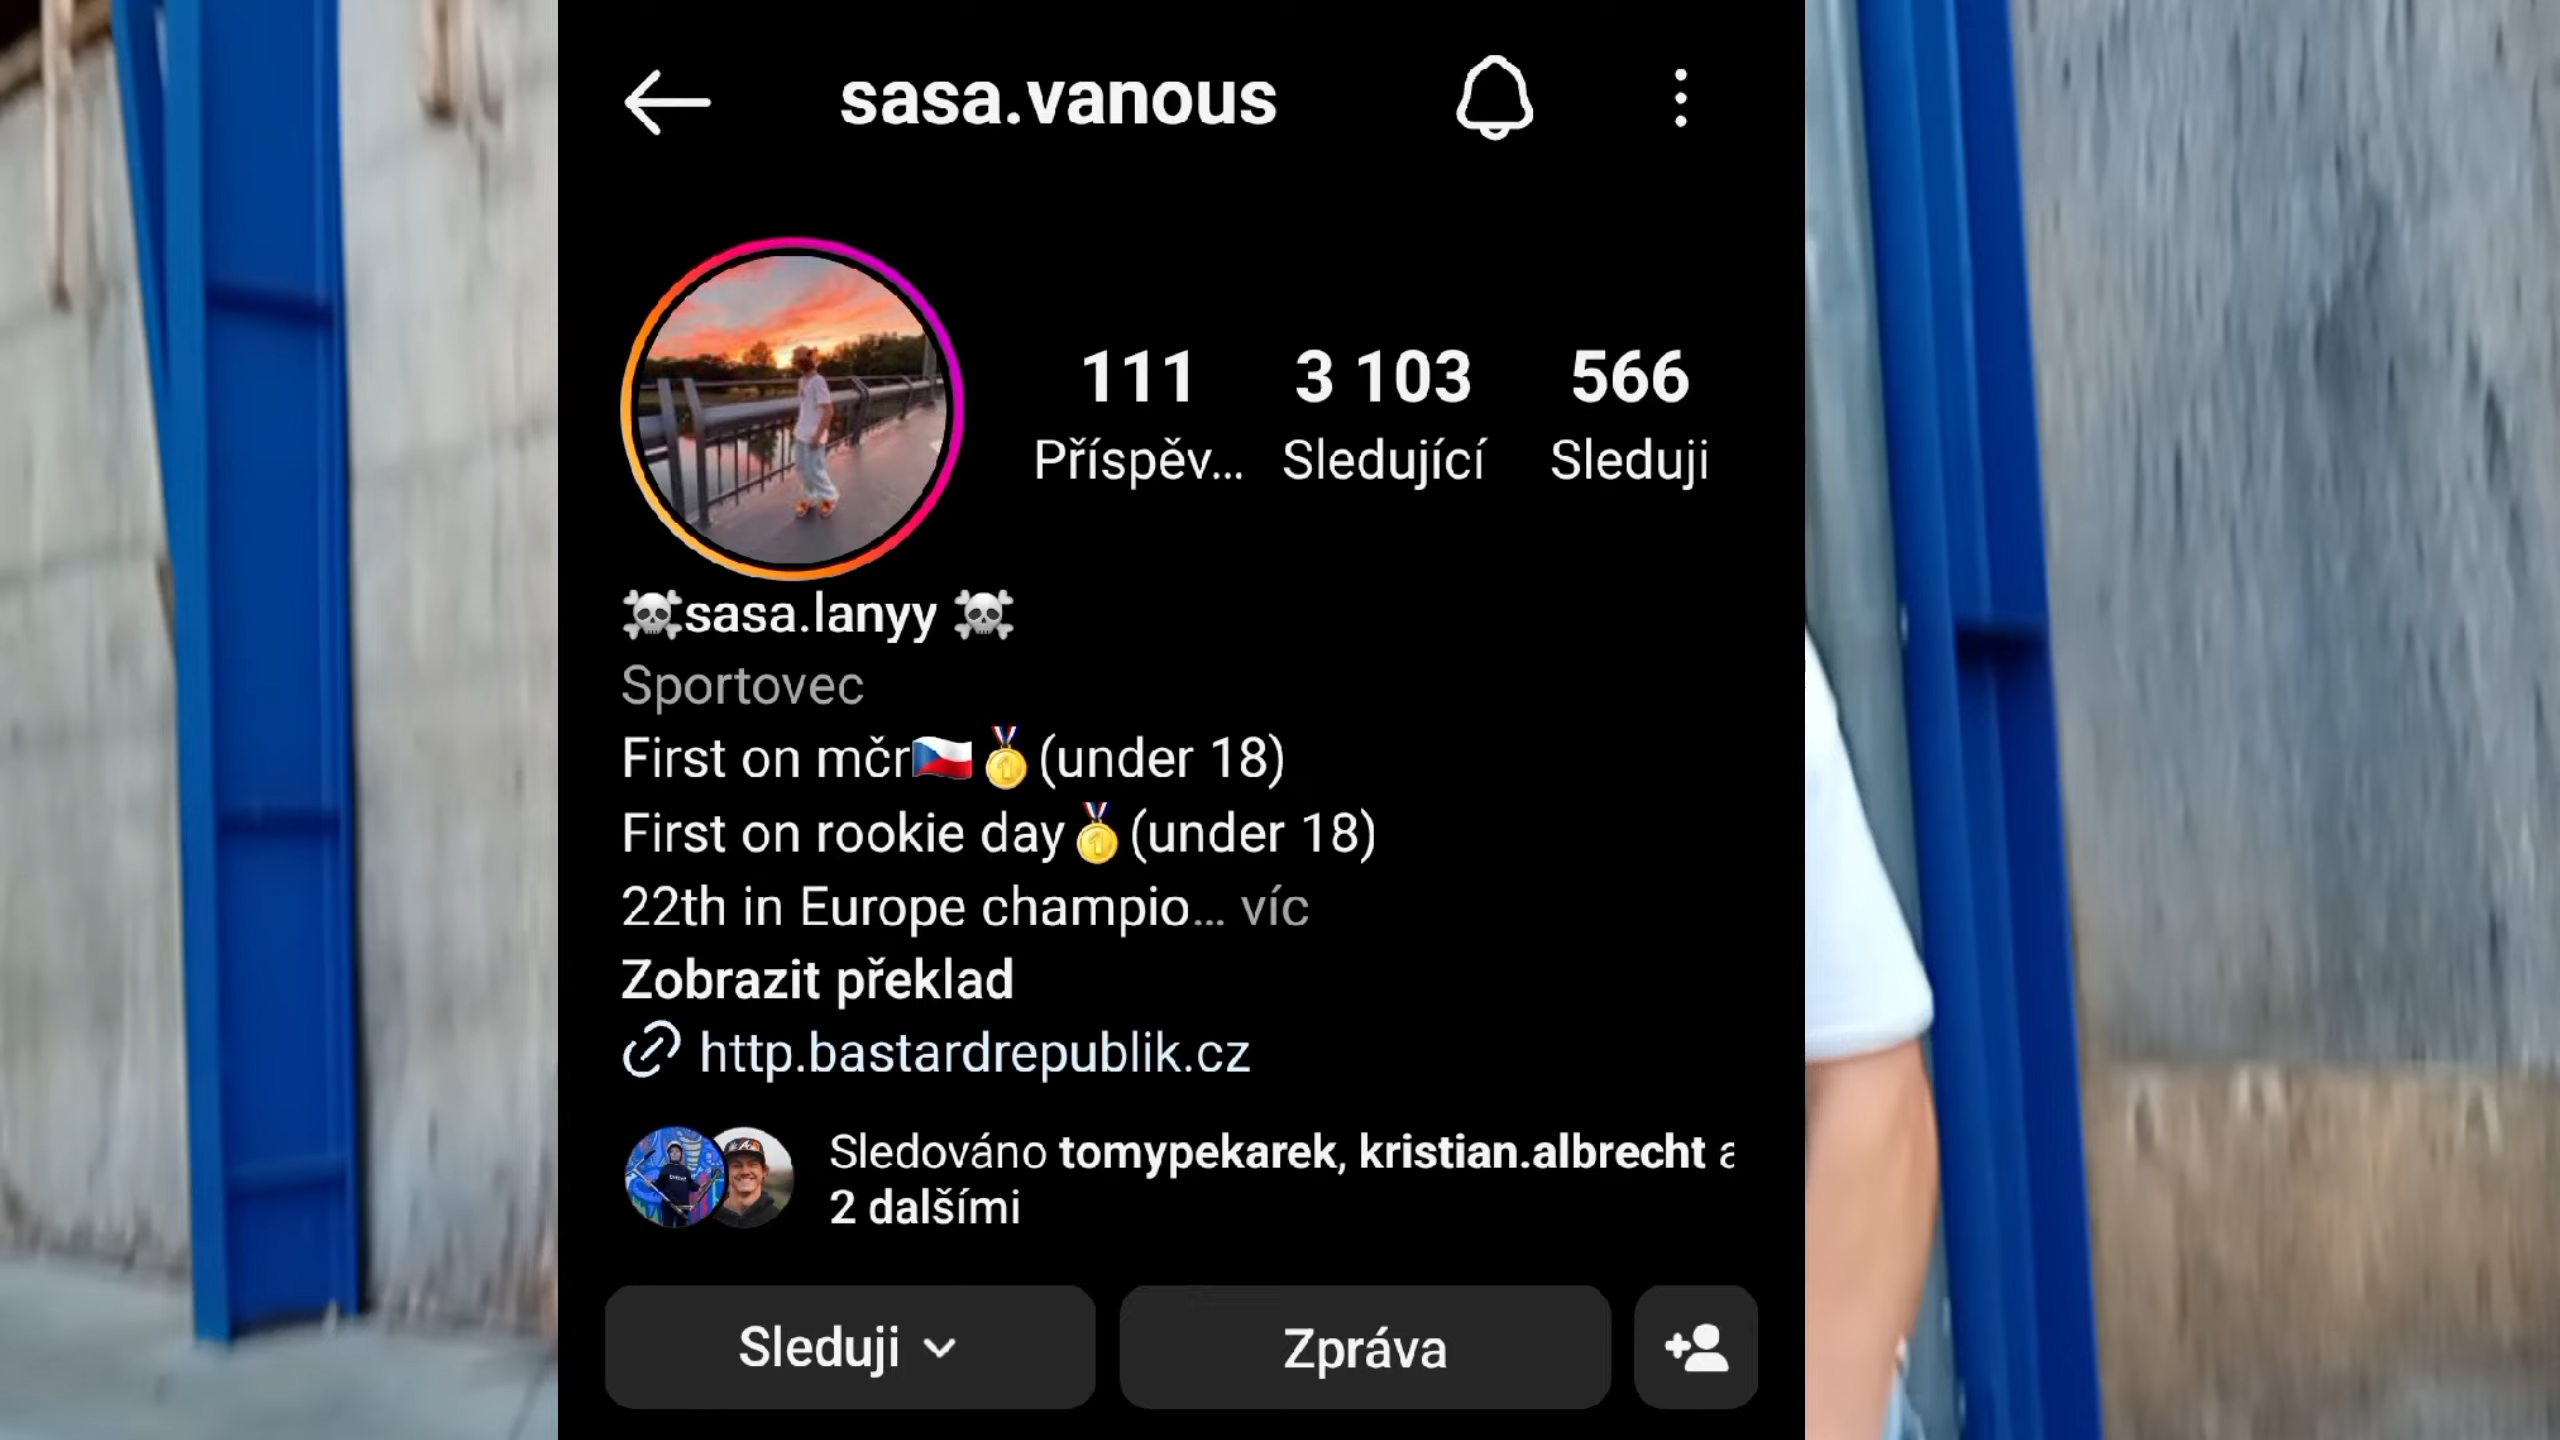 sasa.vanous
111 3 103 566
Příspěv... Sledující Sleduji
☠️sasa.lanyy ☠️
Sportovec
First on mčr🇨🇿🥇(under 18)
First on rookie day🥇(under 18)
22th in Europe champio... víc
Zobrazit překlad
http.bastardrepublik.cz
Sledováno tomypekarek, kristian.albrecht a
2 dalšími
Sleduji Zpráva